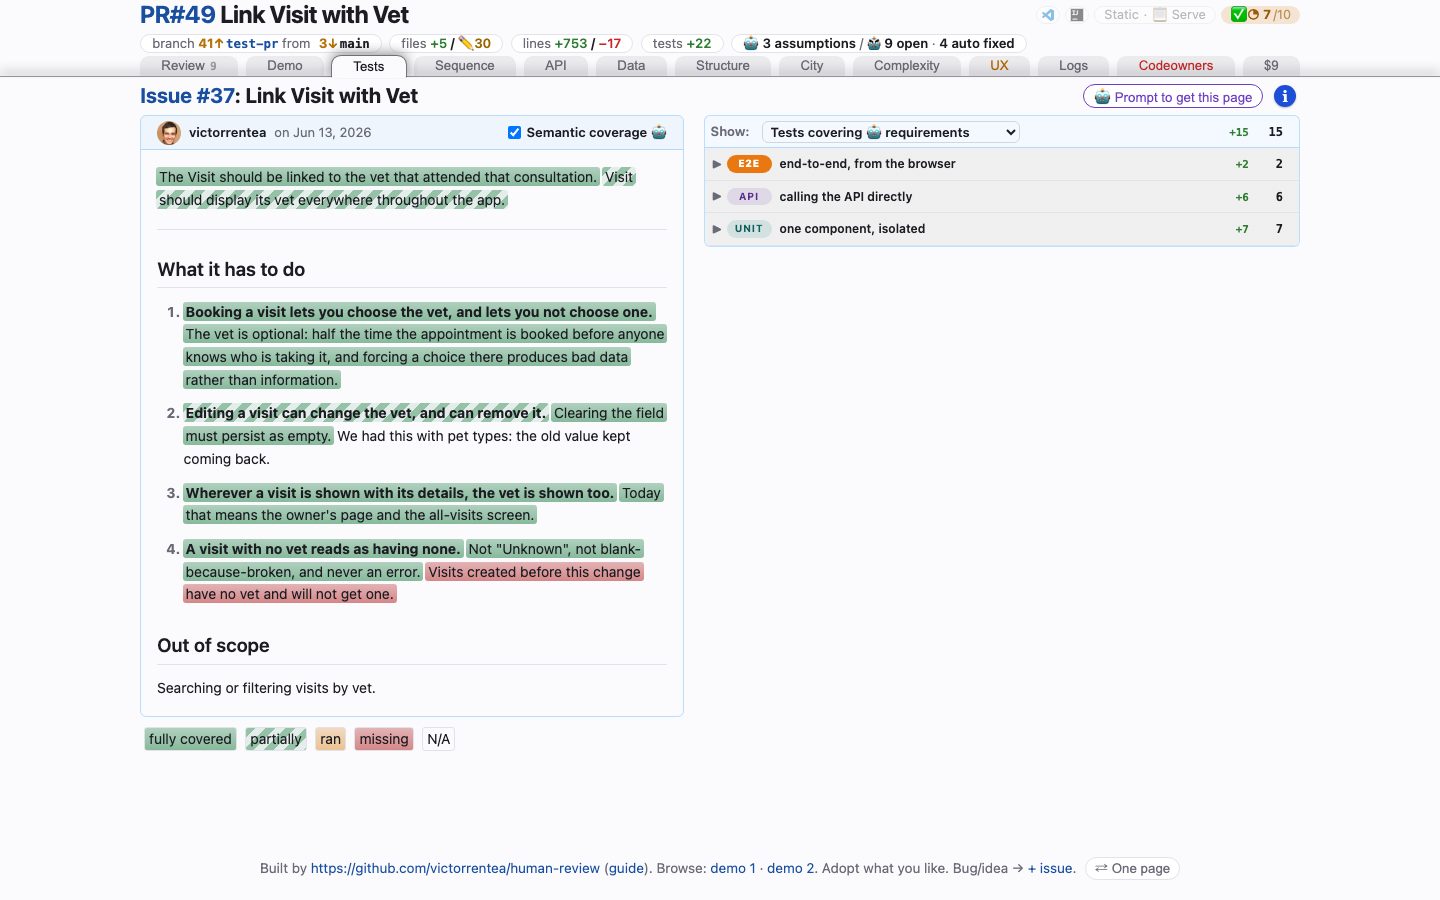 PR#49 Link Visit with Vet
Static · Serve
7/10
branch 41↑test-pr from 3↓main
files +5 / 30
lines +753 / -17
tests +22
3 assumptions / 9 open · 4 auto fixed
Review 9
Demo
Tests
Sequence
API
Data
Structure
City
Complexity
UX
Logs
Codeowners
$9
Issue #37: Link Visit with Vet
Prompt to get this page
i
victorrentea on Jun 13, 2026
Semantic coverage
The Visit should be linked to the vet that attended that consultation. Visit
should display its vet everywhere throughout the app.
What it has to do
1. Booking a visit lets you choose the vet, and lets you not choose one.
The vet is optional: half the time the appointment is booked before anyone
knows who is taking it, and forcing a choice there produces bad data
rather than information.
2. Editing a visit can change the vet, and can remove it. Clearing the field
must persist as empty. We had this with pet types: the old value kept
coming back.
3. Wherever a visit is shown with its details, the vet is shown too. Today
that means the owner's page and the all-visits screen.
4. A visit with no vet reads as having none. Not "Unknown", not blank-
because-broken, and never an error. Visits created before this change
have no vet and will not get one.
Out of scope
Searching or filtering visits by vet.
fully covered
partially
ran
missing
N/A
Show: Tests covering requirements +15 15
E2E end-to-end, from the browser +2 2
API calling the API directly +6 6
UNIT one component, isolated +7 7
Built by https://github.com/victorrentea/human-review (guide). Browse: demo 1 · demo 2. Adopt what you like. Bug/idea → + issue.
⇄ One page